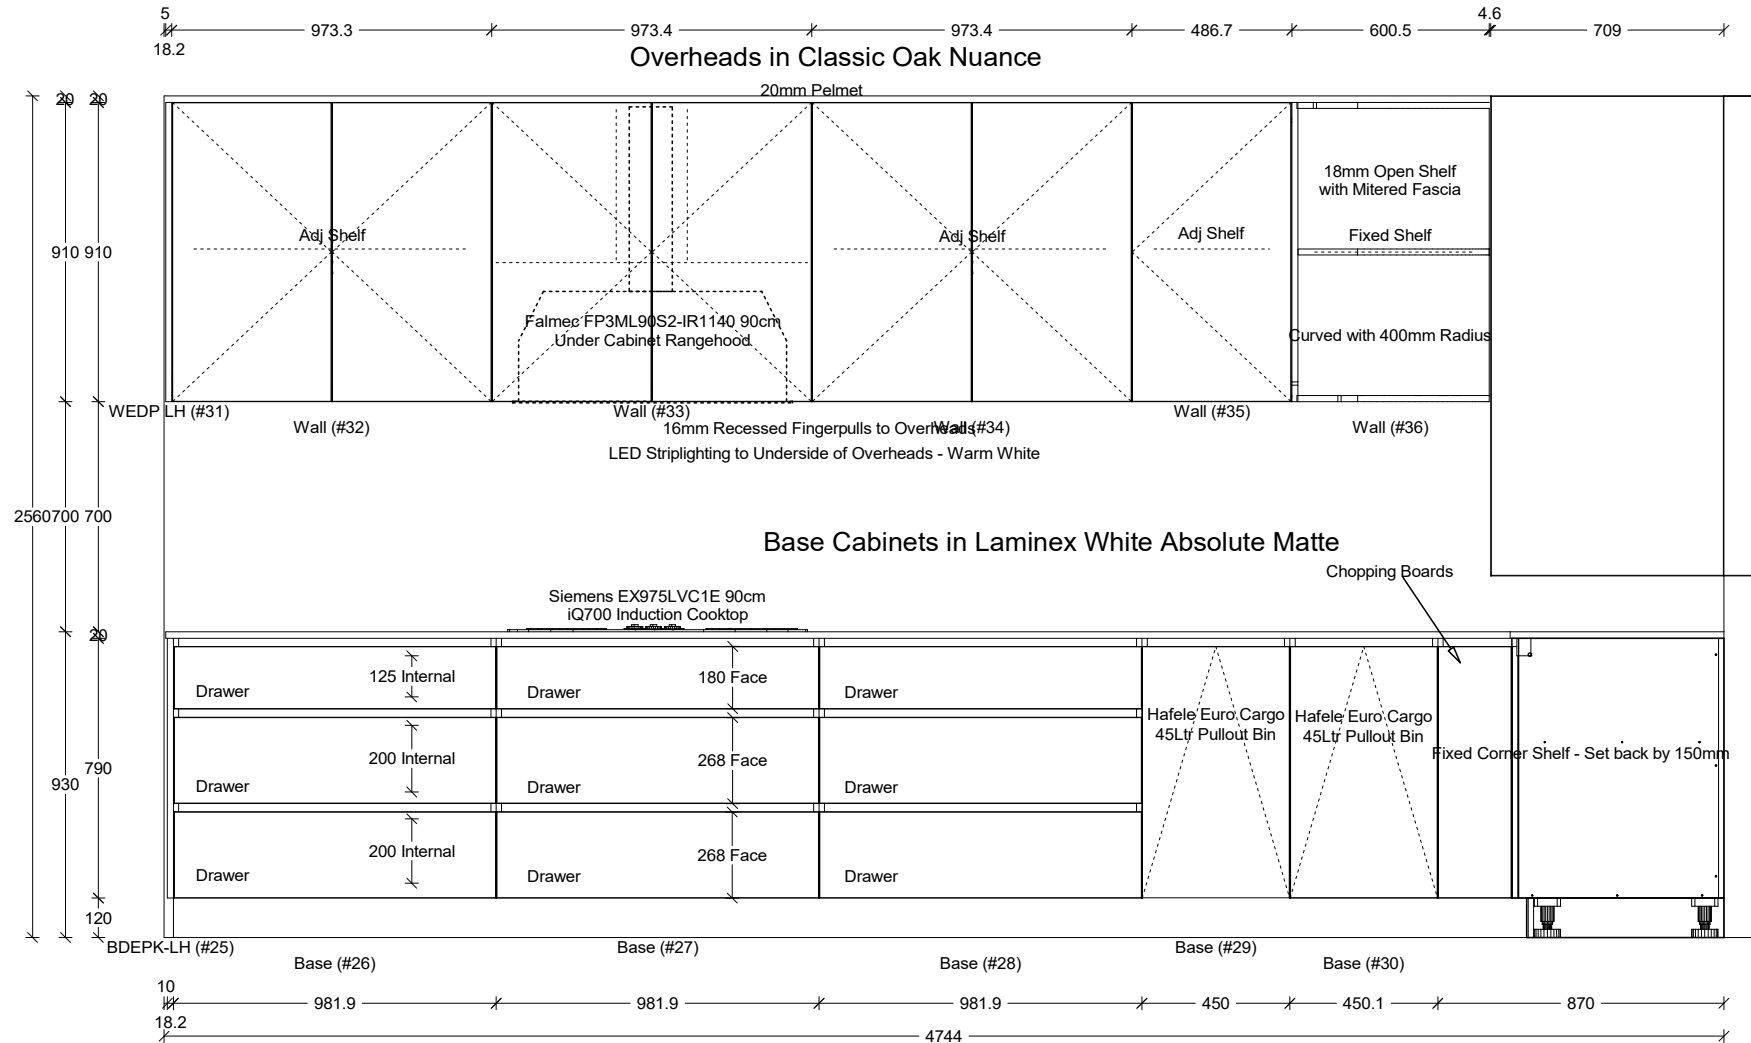 5
973.3
973.4
973.4
486.7
600.5
4.6
709
18.2
Overheads in Classic Oak Nuance
20mm Pelmet
20
20
18mm Open Shelf
with Mitered Fascia
Adj Shelf
Adj Shelf
Adj Shelf
Fixed Shelf
910
910
Falmec FP3ML90S2-IR1140 90cm
Under Cabinet Rangehood
Curved with 400mm Radius
WEDP LH (#31)
Wall (#32)
Wall (#33)
Wall (#34)
Wall (#35)
Wall (#36)
16mm Recessed Fingerpulls to Overheads
LED Striplighting to Underside of Overheads - Warm White
2560
700
700
Base Cabinets in Laminex White Absolute Matte
Chopping Boards
Siemens EX975LVC1E 90cm
iQ700 Induction Cooktop
20
125 Internal
180 Face
Drawer
Drawer
Drawer
Hafele Euro Cargo
45Ltr Pullout Bin
Hafele Euro Cargo
45Ltr Pullout Bin
Fixed Corner Shelf - Set back by 150mm
200 Internal
268 Face
790
930
Drawer
Drawer
Drawer
200 Internal
268 Face
Drawer
Drawer
Drawer
120
BDEPK-LH (#25)
Base (#26)
Base (#27)
Base (#28)
Base (#29)
Base (#30)
10
981.9
981.9
981.9
450
450.1
870
18.2
4744